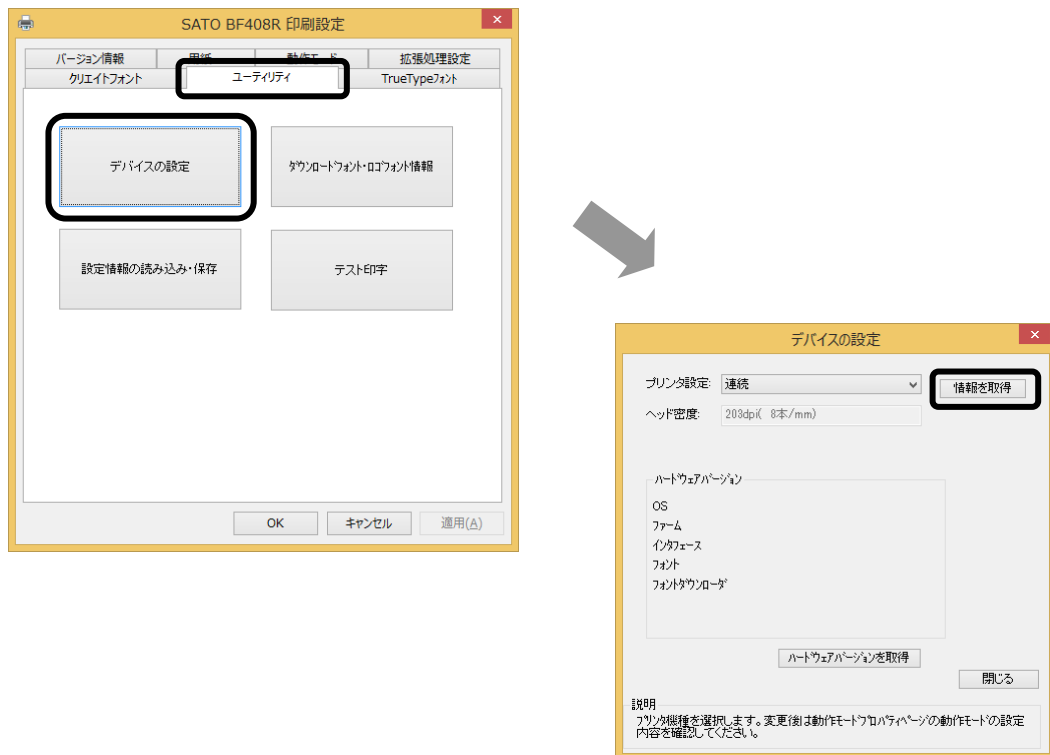 SATO BF408R 印刷設定
バージョン情報 用紙 動作モード 拡張処理設定
クリエイトフォント ユーティリティ TrueTypeフォント
デバイスの設定 ダウンロードフォント・ロゴフォント情報
設定情報の読み込み・保存 テスト印字
OK キャンセル 適用(A)
デバイスの設定
プリンタ設定: 連続 情報を取得
ヘッド密度: 203dpi( 8本/mm)
ハードウェアバージョン
OS
ファーム
インタフェース
フォント
フォントダウンローダ
ハードウェアバージョンを取得
閉じる
説明
プリンタ機種を選択します。変更後は動作モードプロパティページの動作モードの設定
内容を確認してください。